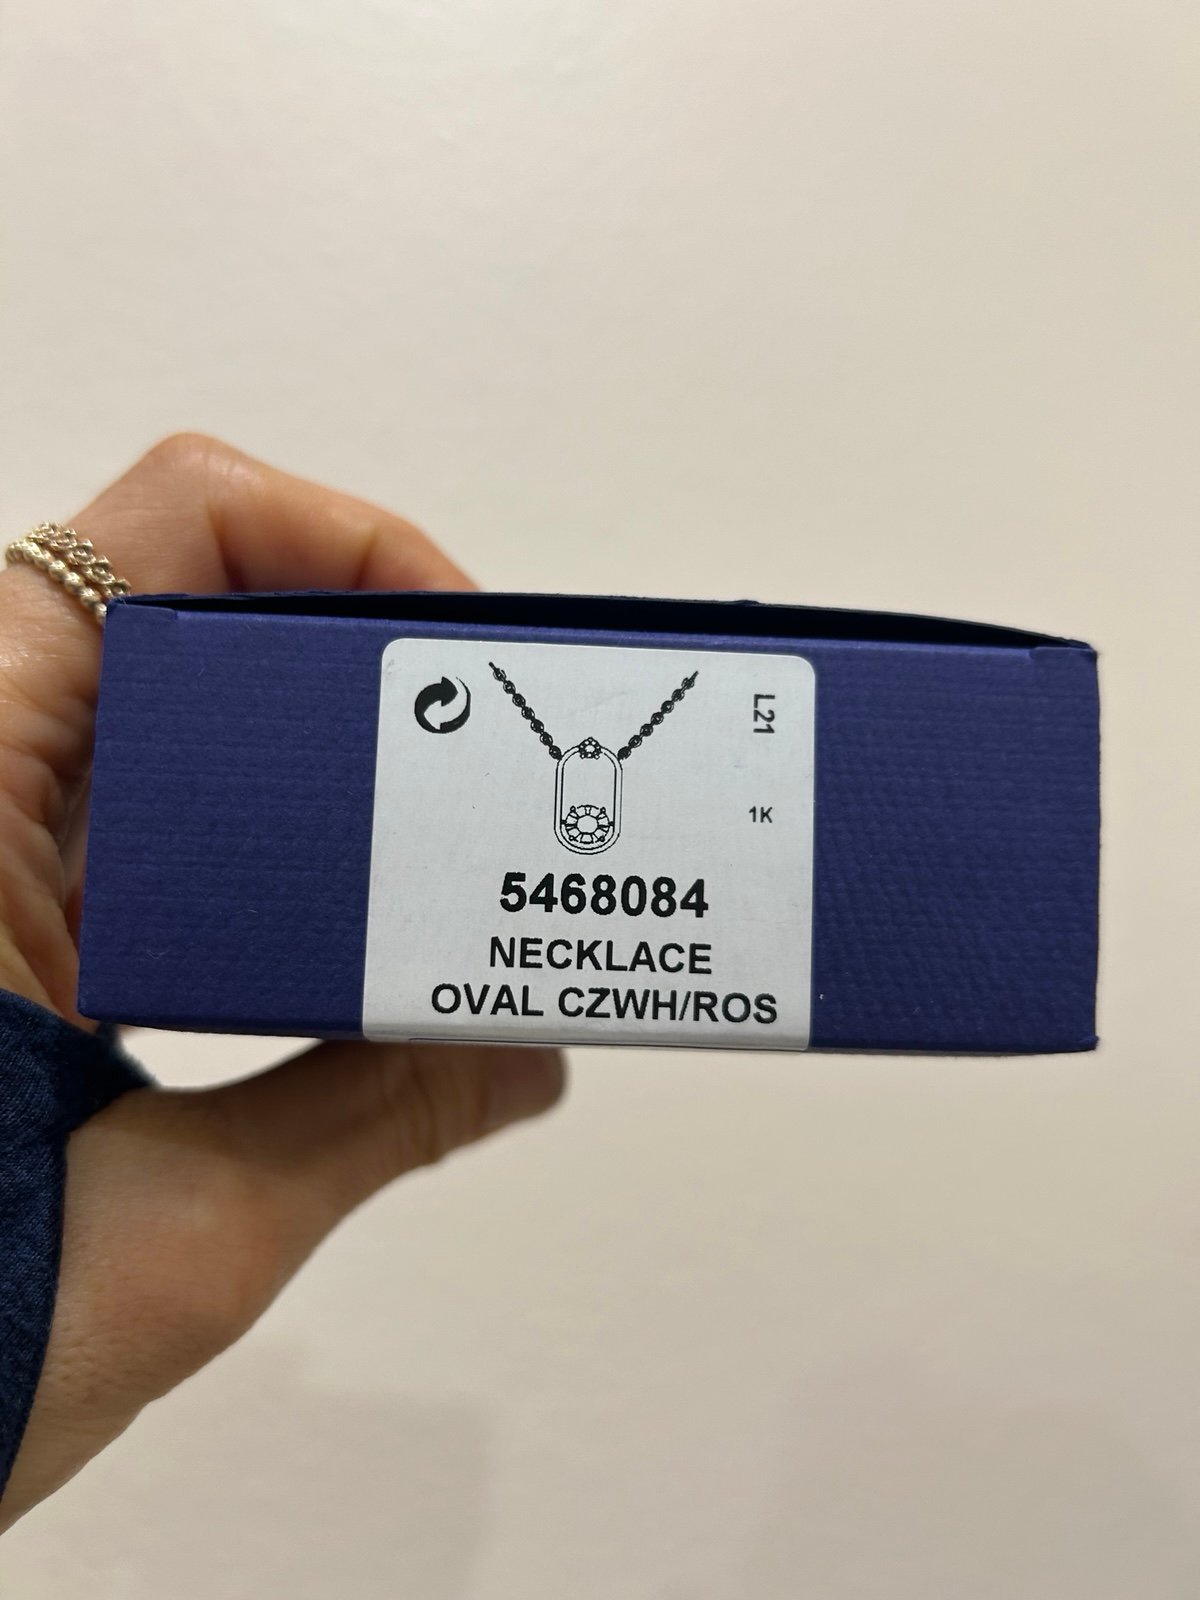 L21
1K
5468084
NECKLACE
OVAL CZWH/ROS